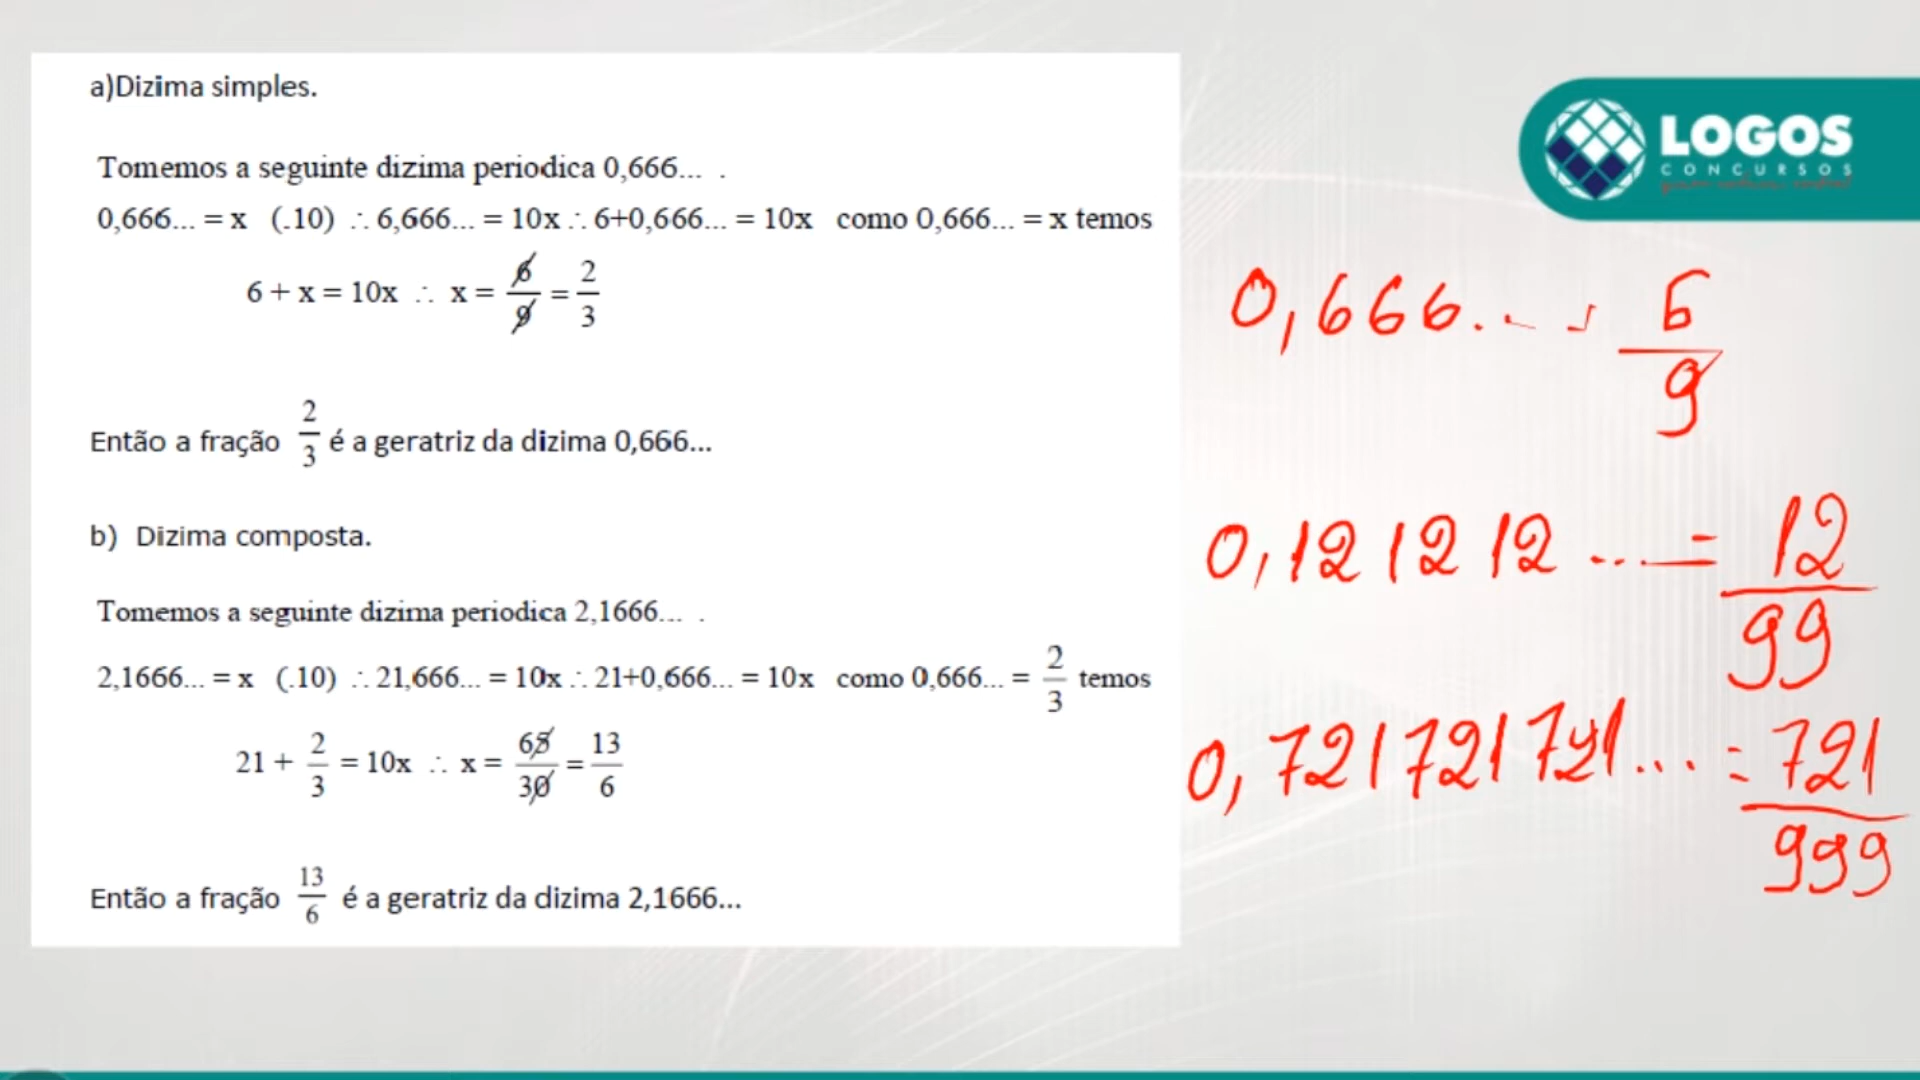 a)Dizima simples.
Tomemos a seguinte dizima periodica 0,666... .
0,666... = x (.10) ∴ 6,666... = 10x ∴ 6+0,666... = 10x como 0,666... = x temos
6 + x = 10x ∴ x = 6/9 = 2/3
Então a fração 2/3 é a geratriz da dizima 0,666...
b) Dizima composta.
Tomemos a seguinte dizima periodica 2,1666... .
2,1666... = x (.10) ∴ 21,666... = 10x ∴ 21+0,666... = 10x como 0,666... = 2/3 temos
21 + 2/3 = 10x ∴ x = 65/30 = 13/6
Então a fração 13/6 é a geratriz da dizima 2,1666...
LOGOS
CONCURSOS
0,666... 6/9
0,121212... = 12/99
0,721721721... = 721/999